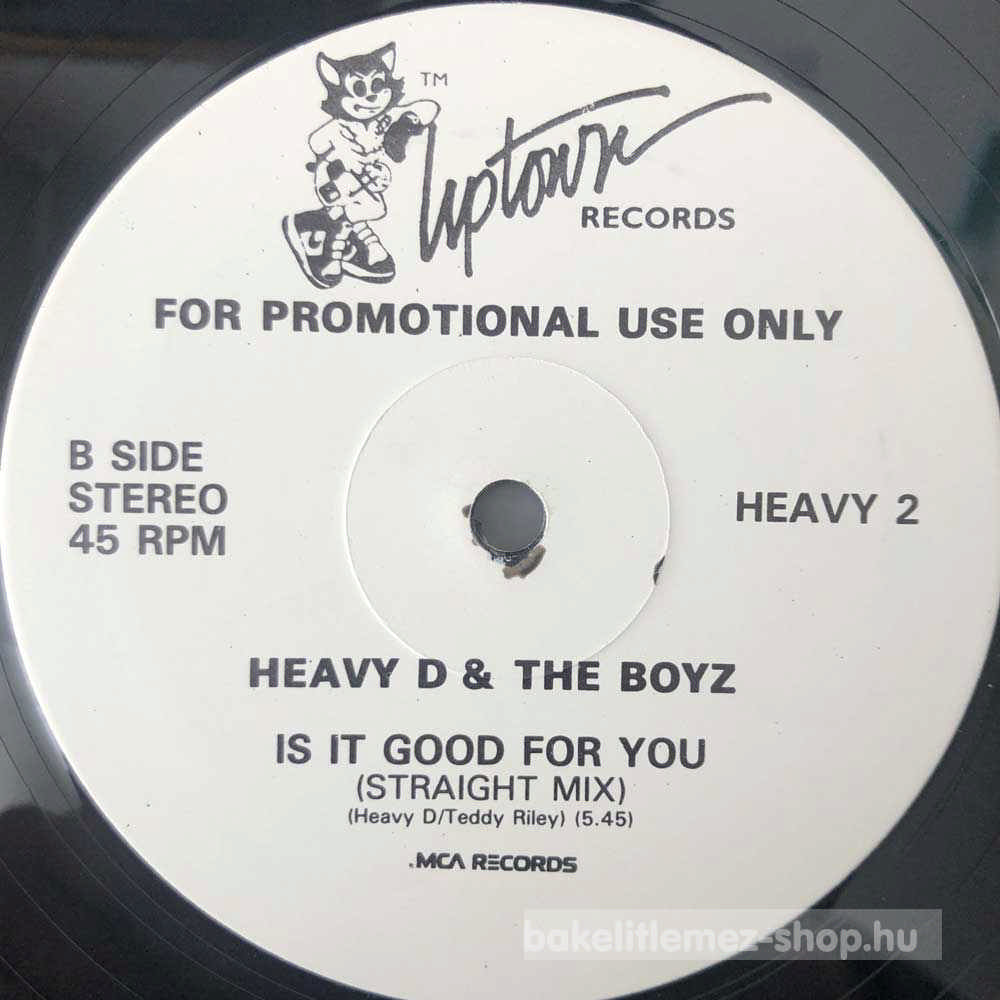 TM
Uptown
RECORDS
FOR PROMOTIONAL USE ONLY
B SIDE
STEREO
45 RPM
HEAVY 2
HEAVY D & THE BOYZ
IS IT GOOD FOR YOU
(STRAIGHT MIX)
(Heavy D/Teddy Riley) (5.45)
.MCA RECORDS
bakelitlemez-shop.hu